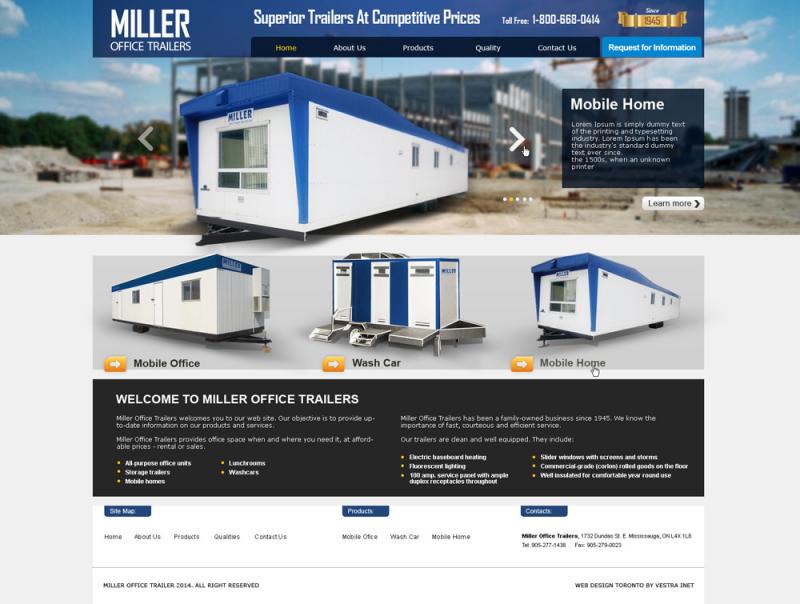 MILLER
OFFICE TRAILERS
Superior Trailers At Competitive Prices
Toll Free: 1-800-668-0414
Since
1945
Home About Us Products Quality Contact Us Request for Information
MILLER
Mobile Home
Lorem Ipsum is simply dummy text
of the printing and typesetting
industry. Lorem Ipsum has been
the industry's standard dummy
text ever since.
the 1500s, when an unknown
printer
Learn more
MILLER
MILLER
MILLER
Mobile Office
Wash Car
Mobile Home
WELCOME TO MILLER OFFICE TRAILERS
Miller Office Trailers welcomes you to our web site. Our objective is to provide up-
to-date information on our products and services.
Miller Office Trailers provides office space when and where you need it, at afford-
able prices - rental or sales.
All-purpose office units
Storage trailers
Mobile homes
Lunchrooms
Washcars
Miller Office Trailers has been a family-owned business since 1945. We know the
importance of fast, courteous and efficient service.
Our trailers are clean and well equipped. They include:
Electric baseboard heating
Fluorescent lighting
100 amp. service panel with ample
duplex receptacles throughout
Slider windows with screens and storms
Commercial-grade (corlon) rolled goods on the floor
Well insulated for comfortable year round use
Site Map:
Home About Us Products Qualities Contact Us
Products:
Mobile Ofice Wash Car Mobile Home
Contacts:
Miller Office Trailers, 1732 Dundas St. E. Mississauga, ON L4X 1L8
Tel: 905-277-1438 Fax: 905-279-0023
MILLER OFFICE TRAILER 2014. ALL RIGHT RESERVED
WEB DESIGN TORONTO BY VESTRA INET